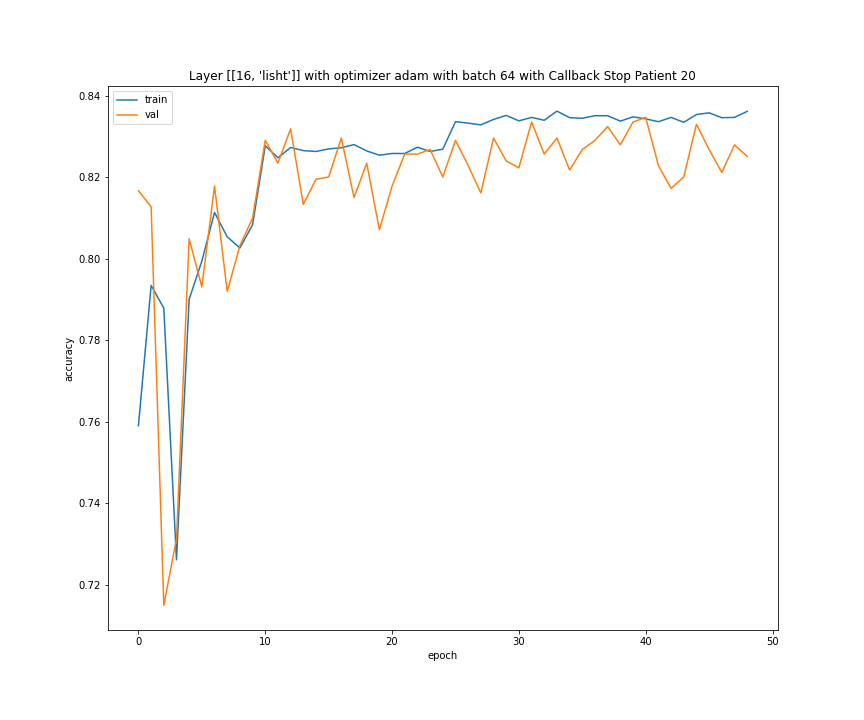 Layer [[16, 'lisht']] with optimizer adam with batch 64 with Callback Stop Patient 20
train
val
0.84
0.82
0.80
0.78
0.76
0.74
0.72
accuracy
0
10
20
30
40
50
epoch